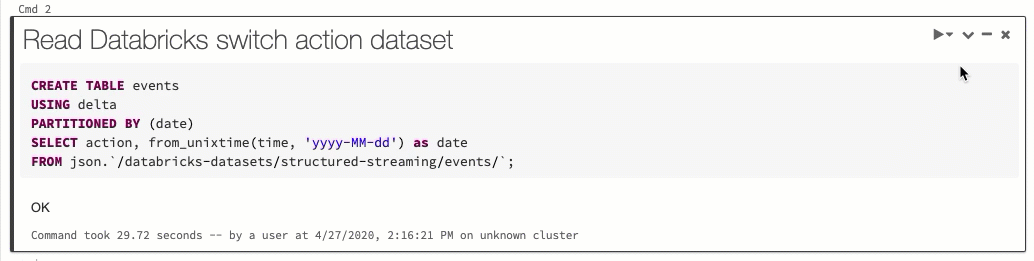 Cmd 2
Read Databricks switch action dataset
CREATE TABLE events
USING delta
PARTITIONED BY (date)
SELECT action, from_unixtime(time, 'yyyy-MM-dd') as date
FROM json.`/databricks-datasets/structured-streaming/events/`;
OK
Command took 29.72 seconds -- by a user at 4/27/2020, 2:16:21 PM on unknown cluster